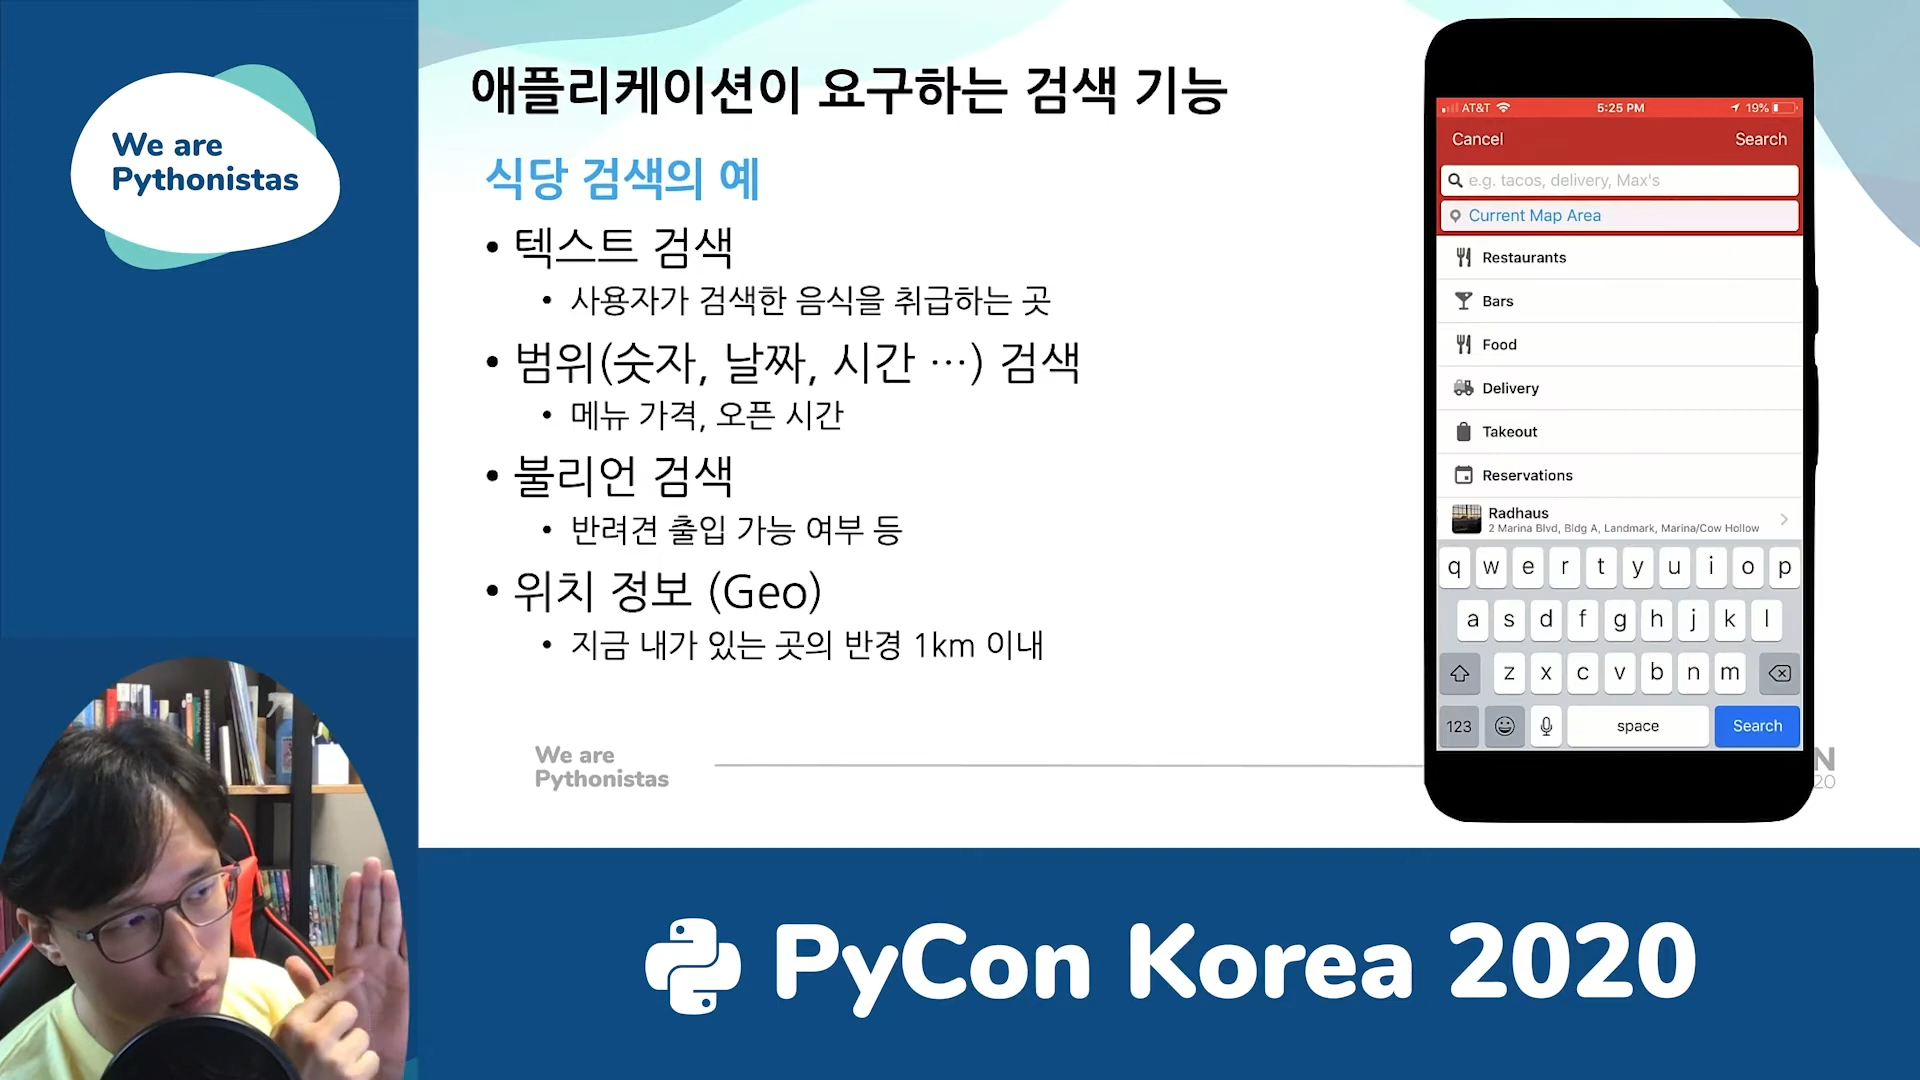 We are
Pythonistas
애플리케이션이 요구하는 검색 기능
식당 검색의 예
• 텍스트 검색
• 사용자가 검색한 음식을 취급하는 곳
• 범위(숫자, 날짜, 시간 …) 검색
• 메뉴 가격, 오픈 시간
• 불리언 검색
• 반려견 출입 가능 여부 등
• 위치 정보 (Geo)
• 지금 내가 있는 곳의 반경 1km 이내
We are
Pythonistas
N
20
AT&T 5:25 PM 19%
Cancel Search
e.g. tacos, delivery, Max's
Current Map Area
Restaurants
Bars
Food
Delivery
Takeout
Reservations
Radhaus
2 Marina Blvd, Bldg A, Landmark, Marina/Cow Hollow
q w e r t y u i o p
a s d f g h j k l
z x c v b n m
123 space Search
PyCon Korea 2020